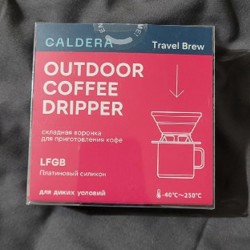 CALDERA
Travel Brew
OUTDOOR
COFFEE
DRIPPER
складная воронка
для приготовления кофе
LFGB
Платиновый силикон
для диких условий
-40°C~250°C